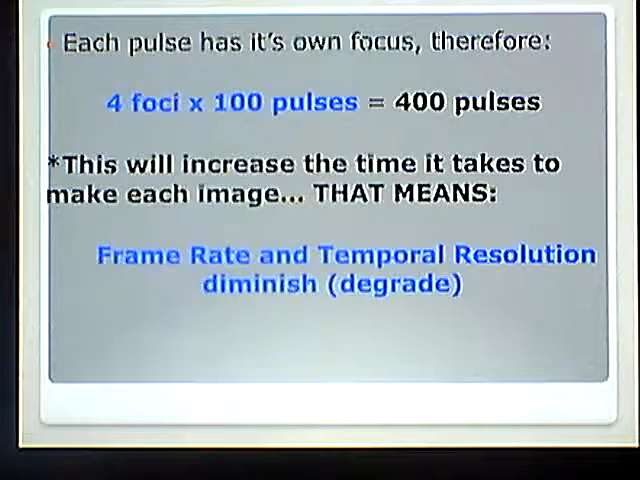 Each pulse has it's own focus, therefore:
4 foci x 100 pulses = 400 pulses
*This will increase the time it takes to
make each image... THAT MEANS:
Frame Rate and Temporal Resolution
diminish (degrade)